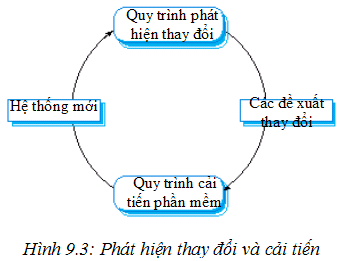 Quy trình phát
hiện thay đổi
Hệ thống mới
Các đề xuất
thay đổi
Quy trình cải
tiến phần mềm
Hình 9.3: Phát hiện thay đổi và cải tiến